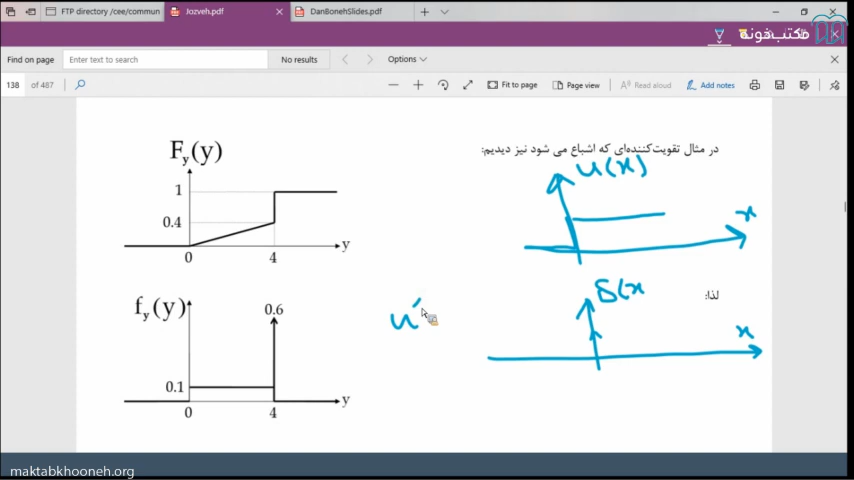 FTP directory /cee/commun
Jozveh.pdf
DanBonehSlides.pdf
مکتب‌خونه
Find on page
Enter text to search
No results
Options
138 of 487
Fit to page
Page view
Read aloud
Add notes
در مثال تقویت‌کننده‌ای که اشباع می شود نیز دیدیم:
F_y(y)
1
0.4
0
4
y
u(x)
x
لذا:
f_y(y)
0.6
0.1
0
4
y
u'
δ(x
x
maktabkhooneh.org